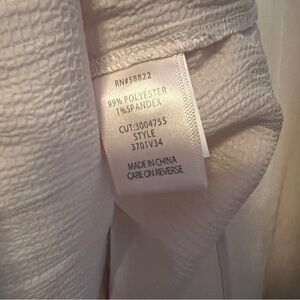 RN#58822
99% POLYESTER
1%SPANDEX
CUT:3004755
STYLE
3701V34
MADE IN CHINA
CARE ON REVERSE